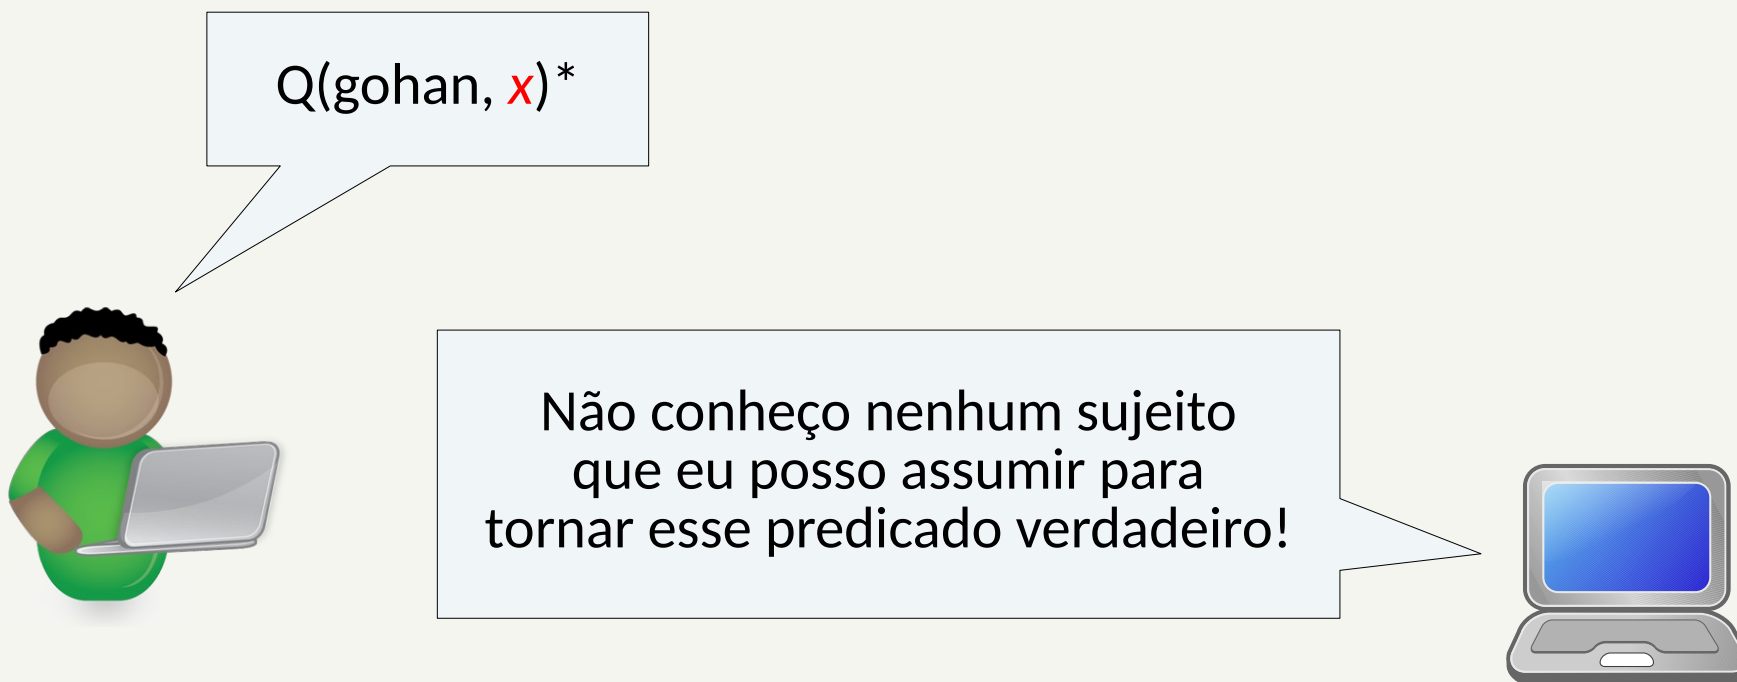 Q(gohan, x)*
Não conheço nenhum sujeito
que eu posso assumir para
tornar esse predicado verdadeiro!